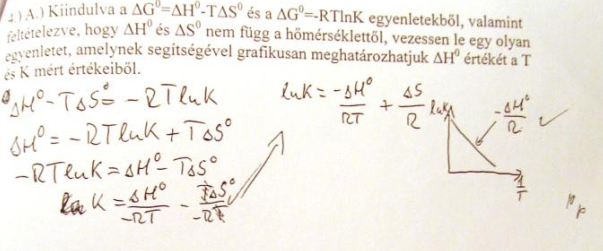 4.) A.) Kiindulva a ΔG⁰=ΔH⁰-TΔS⁰ és a ΔG⁰=-RTlnK egyenletekből, valamint
feltételezve, hogy ΔH⁰ és ΔS⁰ nem függ a hőmérséklettől, vezessen le egy olyan
egyenletet, amelynek segítségével grafikusan meghatározhatjuk ΔH⁰ értékét a T
és K mért értékeiből.
ΔH⁰ - TΔS⁰ = -RTlnK
ΔH⁰ = -RTlnK + TΔS⁰
-RTlnK = ΔH⁰ - TΔS⁰
ln K = ΔH⁰/-RT - TΔS⁰/-RT
lnK = -ΔH⁰/RT + ΔS/R
lnK
-ΔH⁰/R
1/T